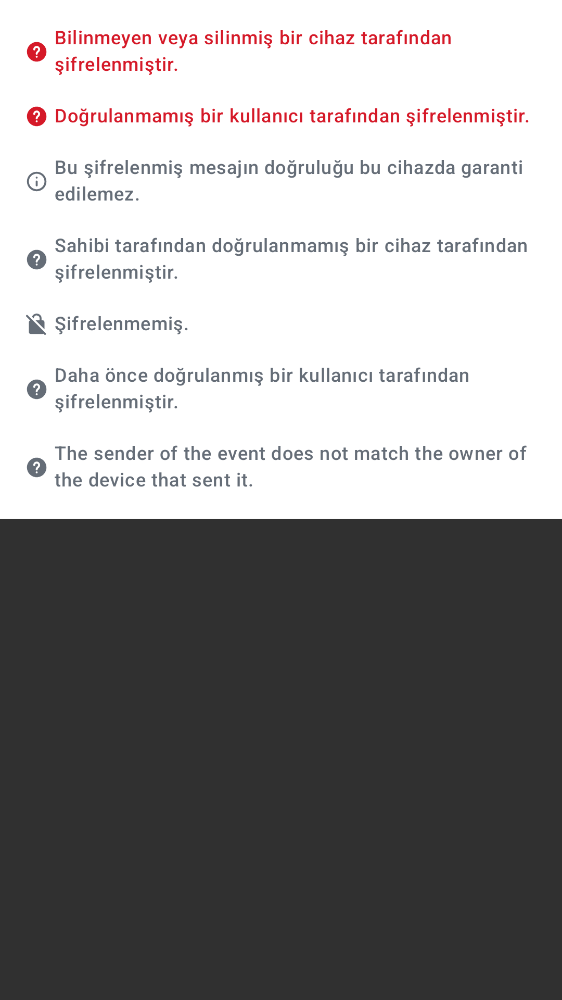 Bilinmeyen veya silinmiş bir cihaz tarafından
şifrelenmiştir.
Doğrulanmamış bir kullanıcı tarafından şifrelenmiştir.
Bu şifrelenmiş mesajın doğruluğu bu cihazda garanti
edilemez.
Sahibi tarafından doğrulanmamış bir cihaz tarafından
şifrelenmiştir.
Şifrelenmemiş.
Daha önce doğrulanmış bir kullanıcı tarafından
şifrelenmiştir.
The sender of the event does not match the owner of
the device that sent it.